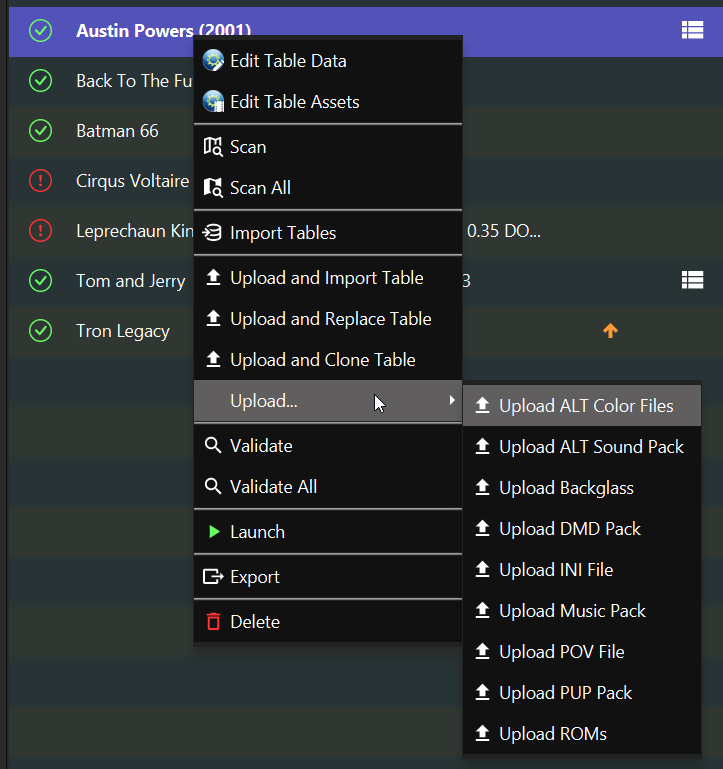 Austin Powers (2001)
Edit Table Data
Back To The Fu
Edit Table Assets
Batman 66
Scan
Cirqus Voltaire
Scan All
Leprechaun Kin
Import Tables
0.35 DO...
Tom and Jerry
Upload and Import Table
3
Upload and Replace Table
Tron Legacy
Upload and Clone Table
Upload...
Validate
Validate All
Launch
Export
Delete
Upload ALT Color Files
Upload ALT Sound Pack
Upload Backglass
Upload DMD Pack
Upload INI File
Upload Music Pack
Upload POV File
Upload PUP Pack
Upload ROMs